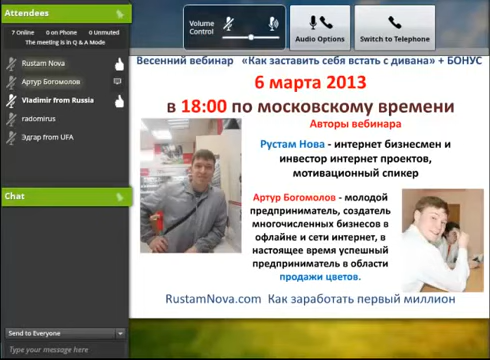 Attendees
7 Online
0 on Phone
0 Unmuted
The meeting is in Q & A Mode
Rustam Nova
Артур Богомолов
Vladimir from Russia
radomirus
Эдгар from UFA
Chat
Send to Everyone
Type your message here
Volume
Control
Audio Options
Switch to Telephone
Весенний вебинар «Как заставить себя встать с дивана» + БОНУС
6 марта 2013
в 18:00 по московскому времени
Авторы вебинара
Рустам Нова - интернет бизнесмен и
инвестор интернет проектов,
мотивационный спикер
Артур Богомолов - молодой
предприниматель, создатель
многочисленных бизнесов в
офлайне и сети интернет, в
настоящее время успешный
предприниматель в области
продажи цветов.
RustamNova.com Как заработать первый миллион